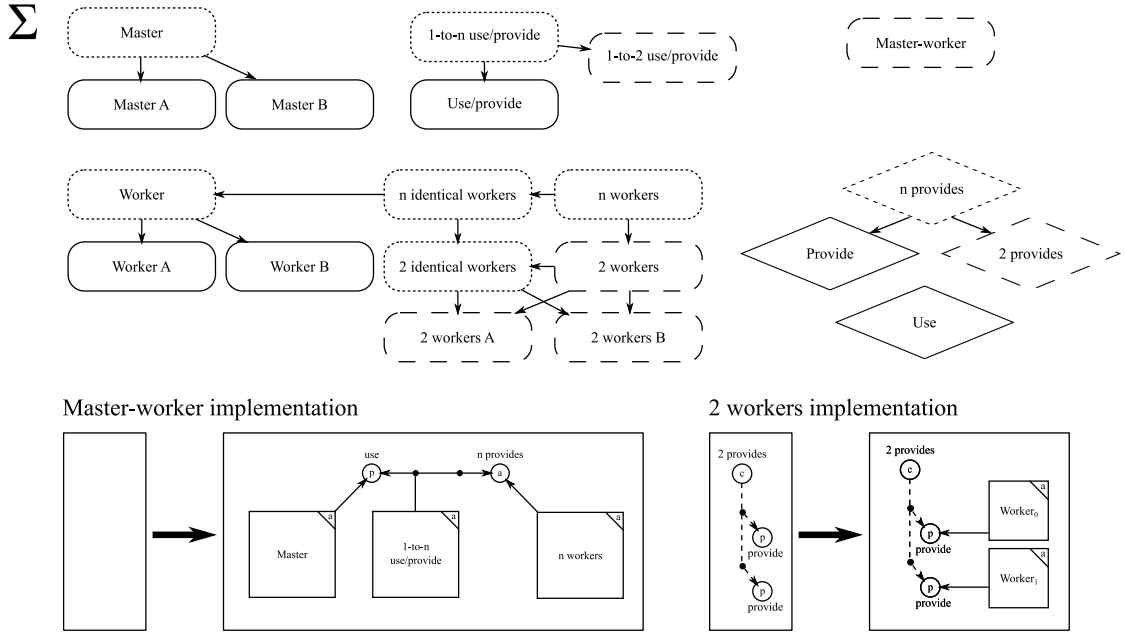 Σ
Master
1-to-n use/provide
1-to-2 use/provide
Master-worker
Master A
Master B
Use/provide
Worker
n identical workers
n workers
n provides
Worker A
Worker B
2 identical workers
2 workers
Provide
2 provides
2 workers A
2 workers B
Use
Master-worker implementation
use
n provides
p
a
a
Master
a
1-to-n
use/provide
a
n workers
2 workers implementation
2 provides
c
p
provide
p
provide
2 provides
c
p
provide
p
provide
a
Worker₀
a
Worker₁